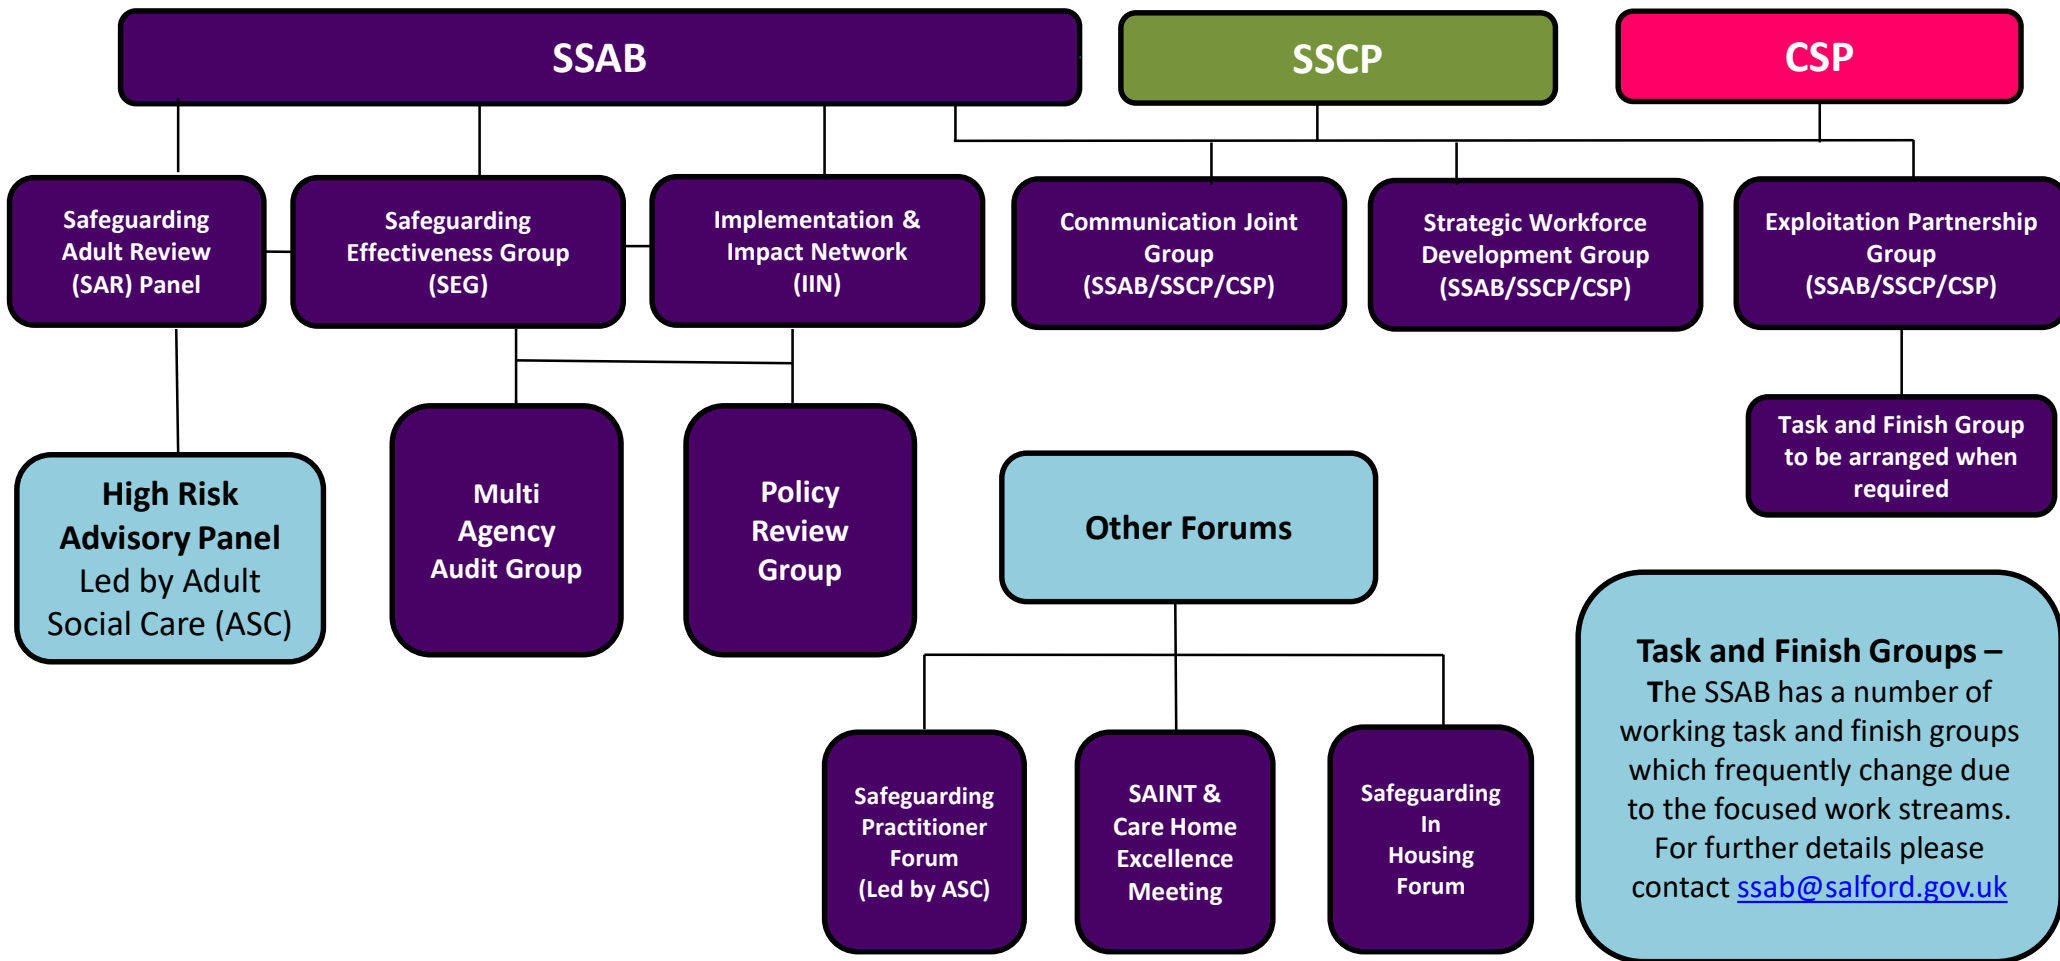 SSAB
SSCP
CSP
Safeguarding
Adult Review
(SAR) Panel
Safeguarding
Effectiveness Group
(SEG)
Implementation &
Impact Network
(IIN)
Communication Joint
Group
(SSAB/SSCP/CSP)
Strategic Workforce
Development Group
(SSAB/SSCP/CSP)
Exploitation Partnership
Group
(SSAB/SSCP/CSP)
Task and Finish Group
to be arranged when
required
High Risk
Advisory Panel
Led by Adult
Social Care (ASC)
Multi
Agency
Audit Group
Policy
Review
Group
Other Forums
Safeguarding
Practitioner
Forum
(Led by ASC)
SAINT &
Care Home
Excellence
Meeting
Safeguarding
In
Housing
Forum
Task and Finish Groups –
The SSAB has a number of
working task and finish groups
which frequently change due
to the focused work streams.
For further details please
contact ssab@salford.gov.uk